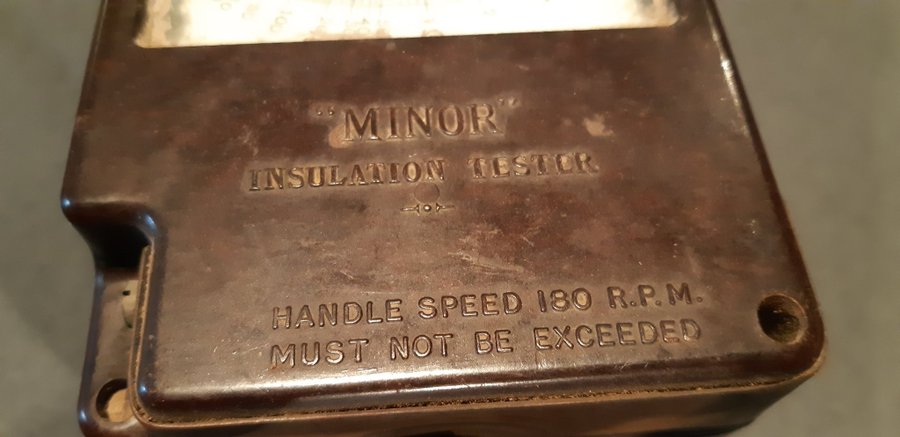 "MINOR"
INSULATION TESTER
HANDLE SPEED 180 R.P.M.
MUST NOT BE EXCEEDED